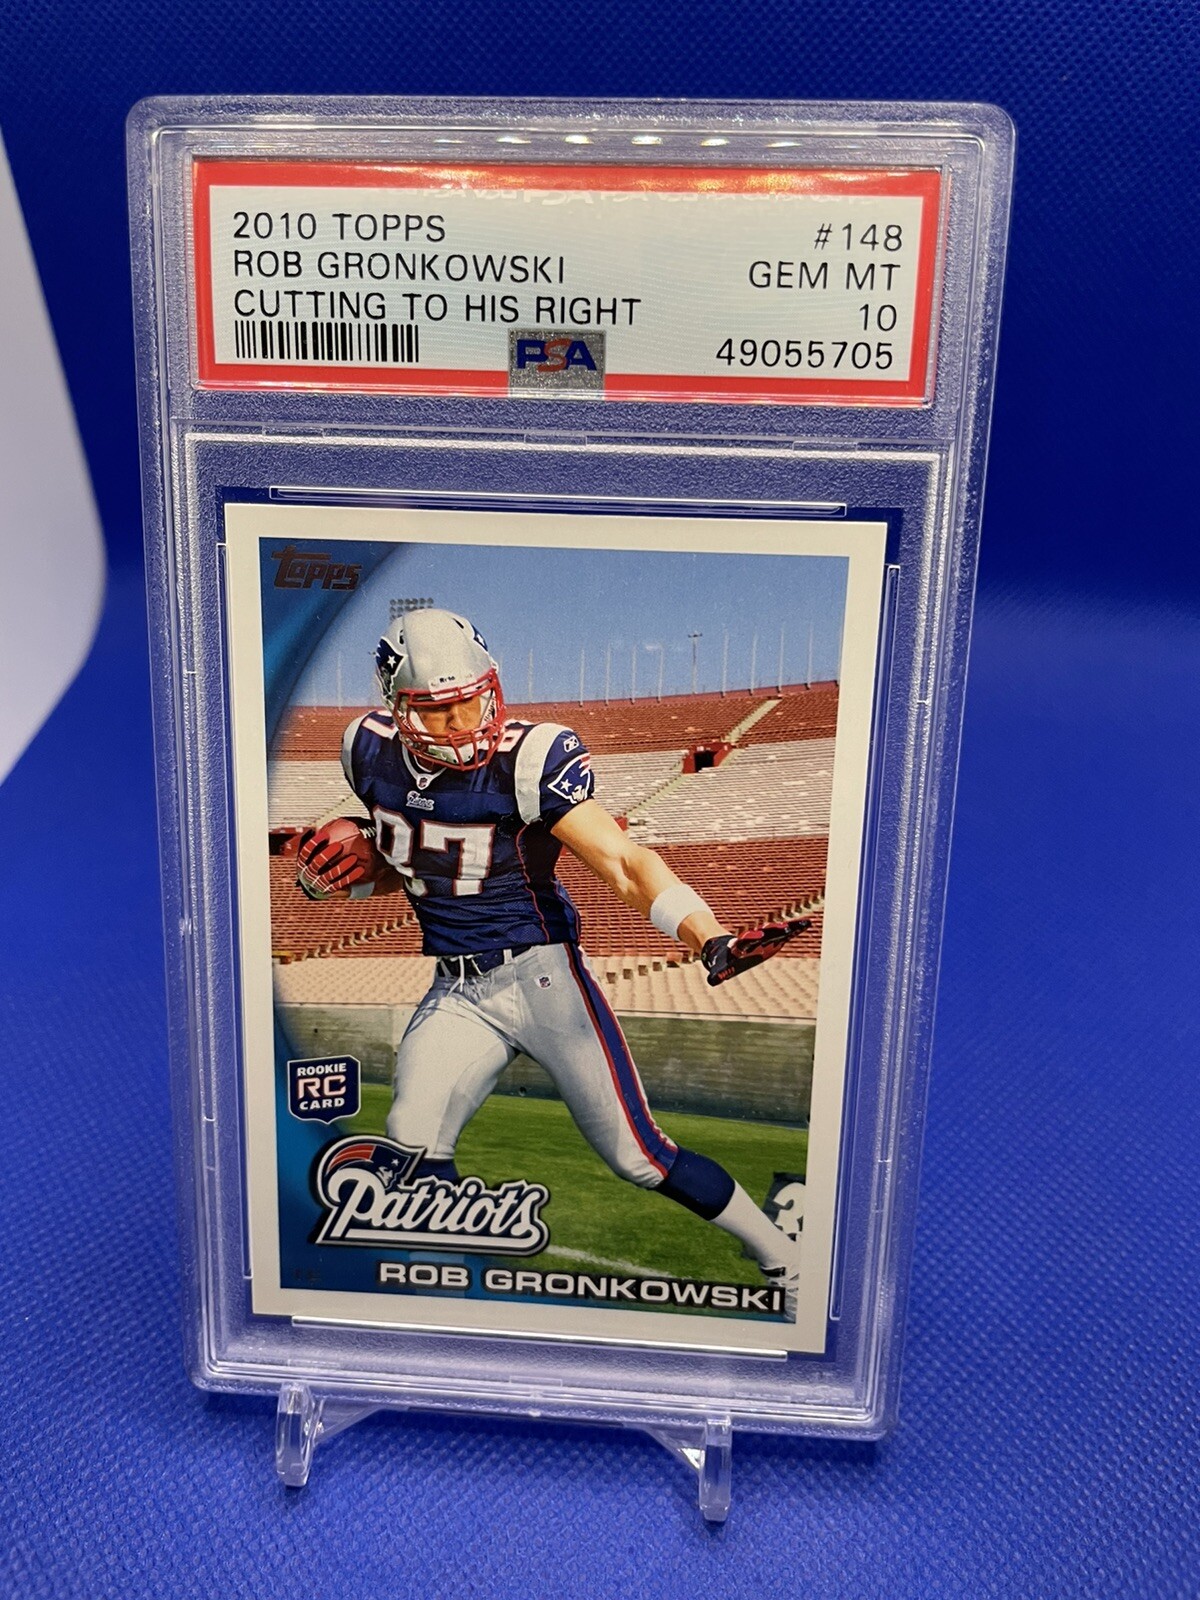 2010 TOPPS #148
ROB GRONKOWSKI GEM MT
CUTTING TO HIS RIGHT 10
PSA 49055705
Topps
87
87
ROOKIE
RC
CARD
Patriots
ROB GRONKOWSKI